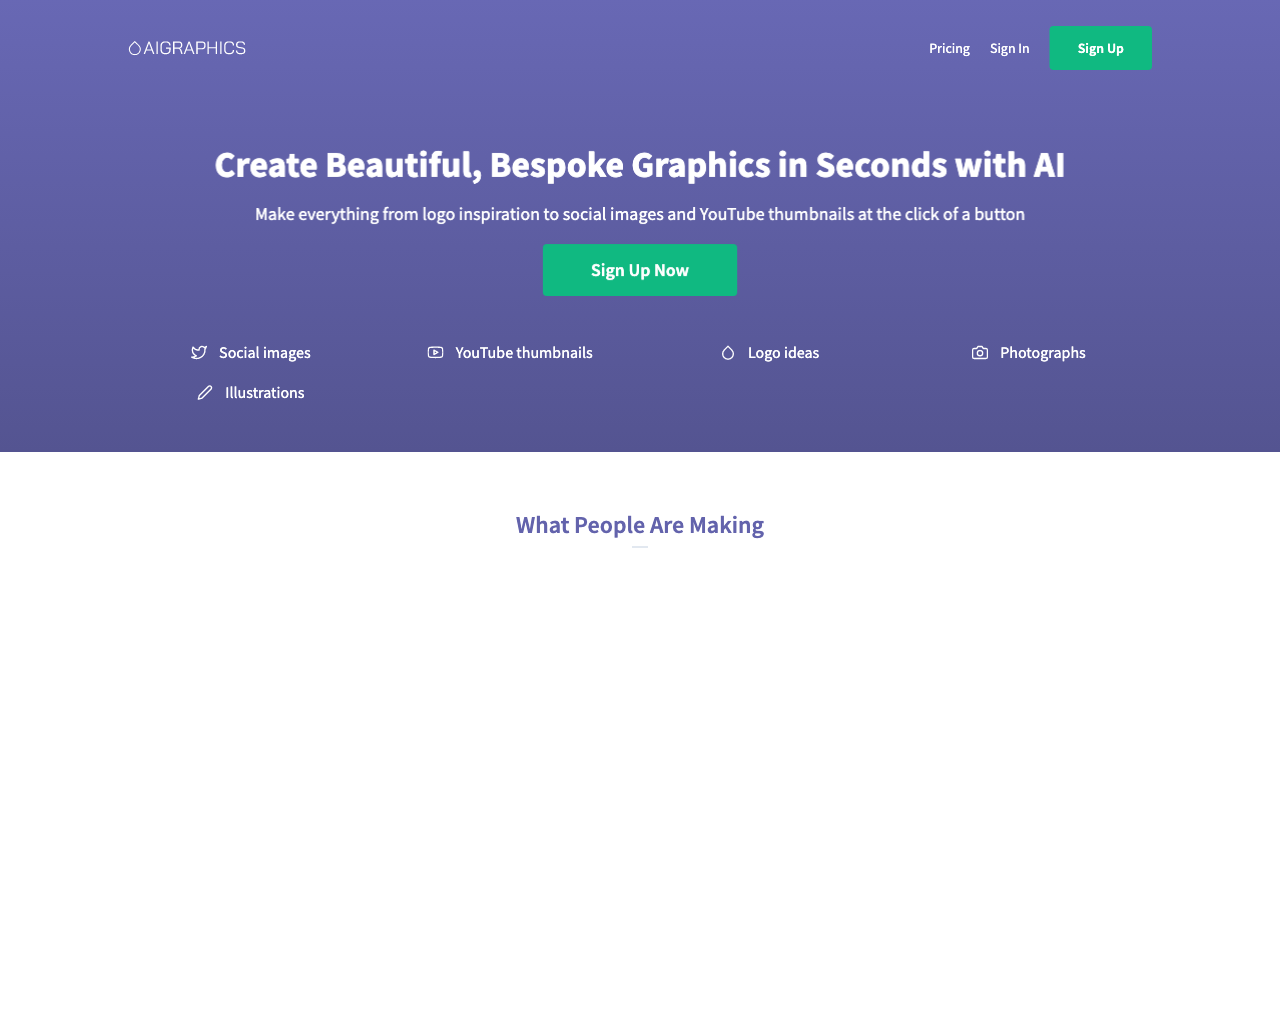 AIGRAPHICS
Pricing Sign In Sign Up
Create Beautiful, Bespoke Graphics in Seconds with AI
Make everything from logo inspiration to social images and YouTube thumbnails at the click of a button
Sign Up Now
Social images YouTube thumbnails Logo ideas Photographs
Illustrations
What People Are Making